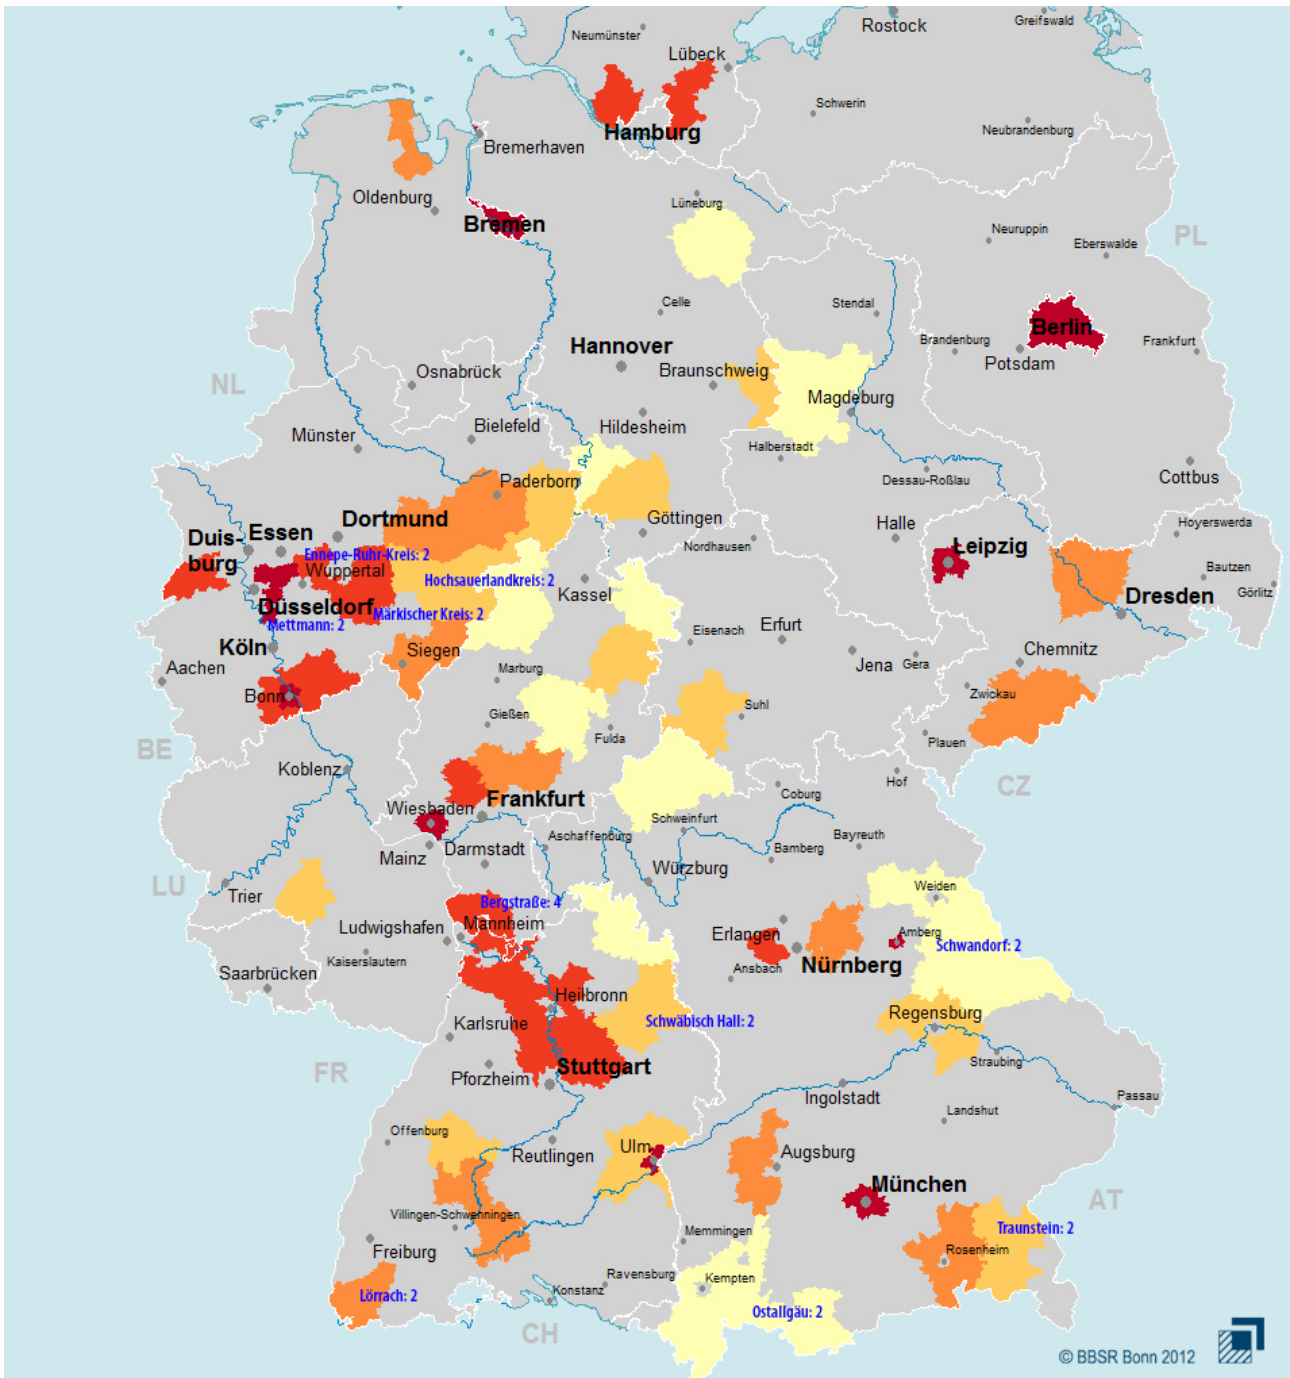 Rostock
Greifswald
Neumünster
Lübeck
Schwerin
Hamburg
Neubrandenburg
Bremerhaven
Oldenburg
Lüneburg
Bremen
Neuruppin
PL
Eberswalde
Celle
Stendal
Berlin
Brandenburg
Frankfurt
Hannover
Potsdam
Osnabrück
Braunschweig
NL
Magdeburg
Bielefeld
Hildesheim
Münster
Halberstadt
Dessau-Roßlau
Cottbus
Paderborn
Dortmund
Göttingen
Halle
Hoyerswerda
Essen
Duis-
burg
Nordhausen
Leipzig
Ennepe-Ruhr-Kreis: 2
Wuppertal
Hochsauerlandkreis: 2
Kassel
Bautzen
Görlitz
Düsseldorf
Märkischer Kreis: 2
Dresden
Mettmann: 2
Eisenach
Erfurt
Köln
Siegen
Jena
Gera
Chemnitz
Aachen
Marburg
Zwickau
Bonn
Suhl
Gießen
Fulda
Plauen
BE
Koblenz
Hof
CZ
Coburg
Frankfurt
Wiesbaden
Schweinfurt
Aschaffenburg
Bayreuth
Mainz
Darmstadt
Bamberg
Würzburg
LU
Trier
Weiden
Bergstraße: 4
Mannheim
Ludwigshafen
Erlangen
Amberg
Schwandorf: 2
Kaiserslautern
Nürnberg
Saarbrücken
Ansbach
Heilbronn
Regensburg
Karlsruhe
Schwäbisch Hall: 2
Straubing
FR
Stuttgart
Pforzheim
Ingolstadt
Passau
Landshut
Offenburg
Reutlingen
Ulm
Augsburg
München
AT
Villingen-Schwenningen
Memmingen
Traunstein: 2
Freiburg
Rosenheim
Ravensburg
Kempten
Lörrach: 2
Konstanz
Ostallgäu: 2
CH
© BBSR Bonn 2012